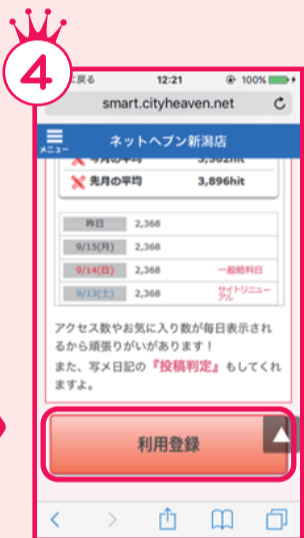 4
に戻る 12:21 100%
smart.cityheaven.net
メニュー ネットヘブン新潟店
今月の平均 3,562hit
先月の平均 3,896hit
昨日 2,368
9/15(月) 2,368
9/14(日) 2,368 一般給料日
9/13(土) 2,368 サイトリニュー
アル
アクセス数やお気に入り数が毎日表示され
るから頑張りがいがあります！
また、写メ日記の『投稿判定』もしてくれ
ますよ。
利用登録